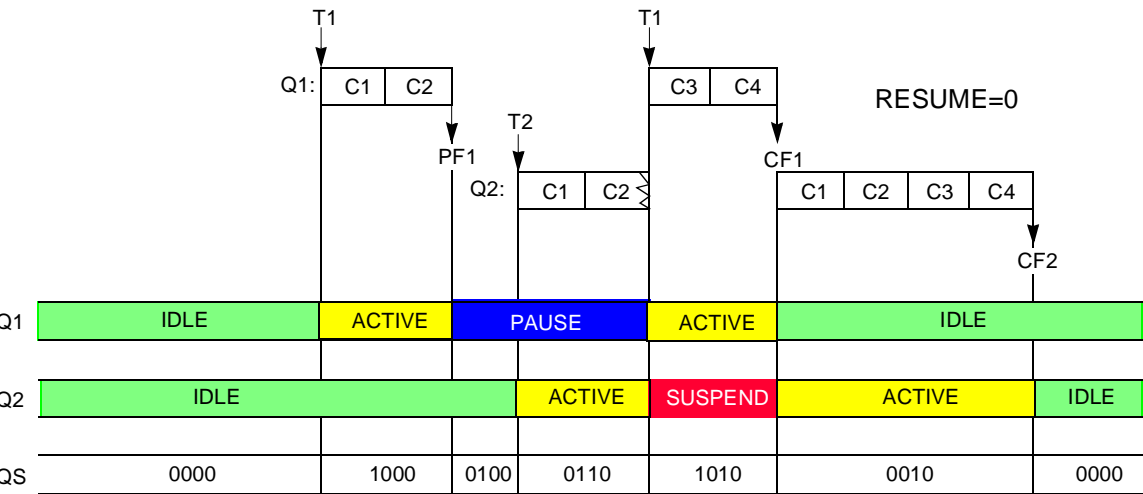 T1 T1
Q1: C1 C2 C3 C4 RESUME=0
T2
PF1 CF1
Q2: C1 C2 C1 C2 C3 C4
CF2
Q1 IDLE ACTIVE PAUSE ACTIVE IDLE
Q2 IDLE ACTIVE SUSPEND ACTIVE IDLE
QS 0000 1000 0100 0110 1010 0010 0000